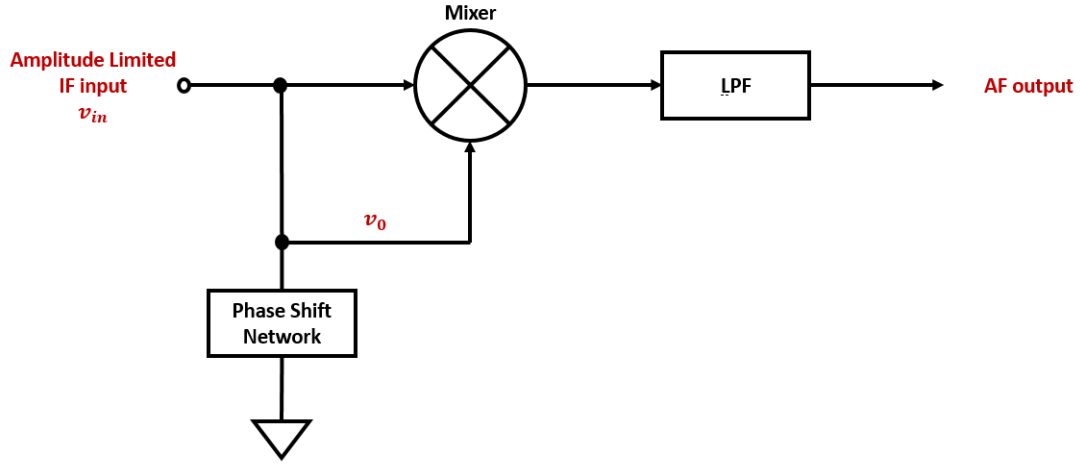 Mixer
Amplitude Limited
IF input
v_in
LPF
AF output
v_0
Phase Shift
Network